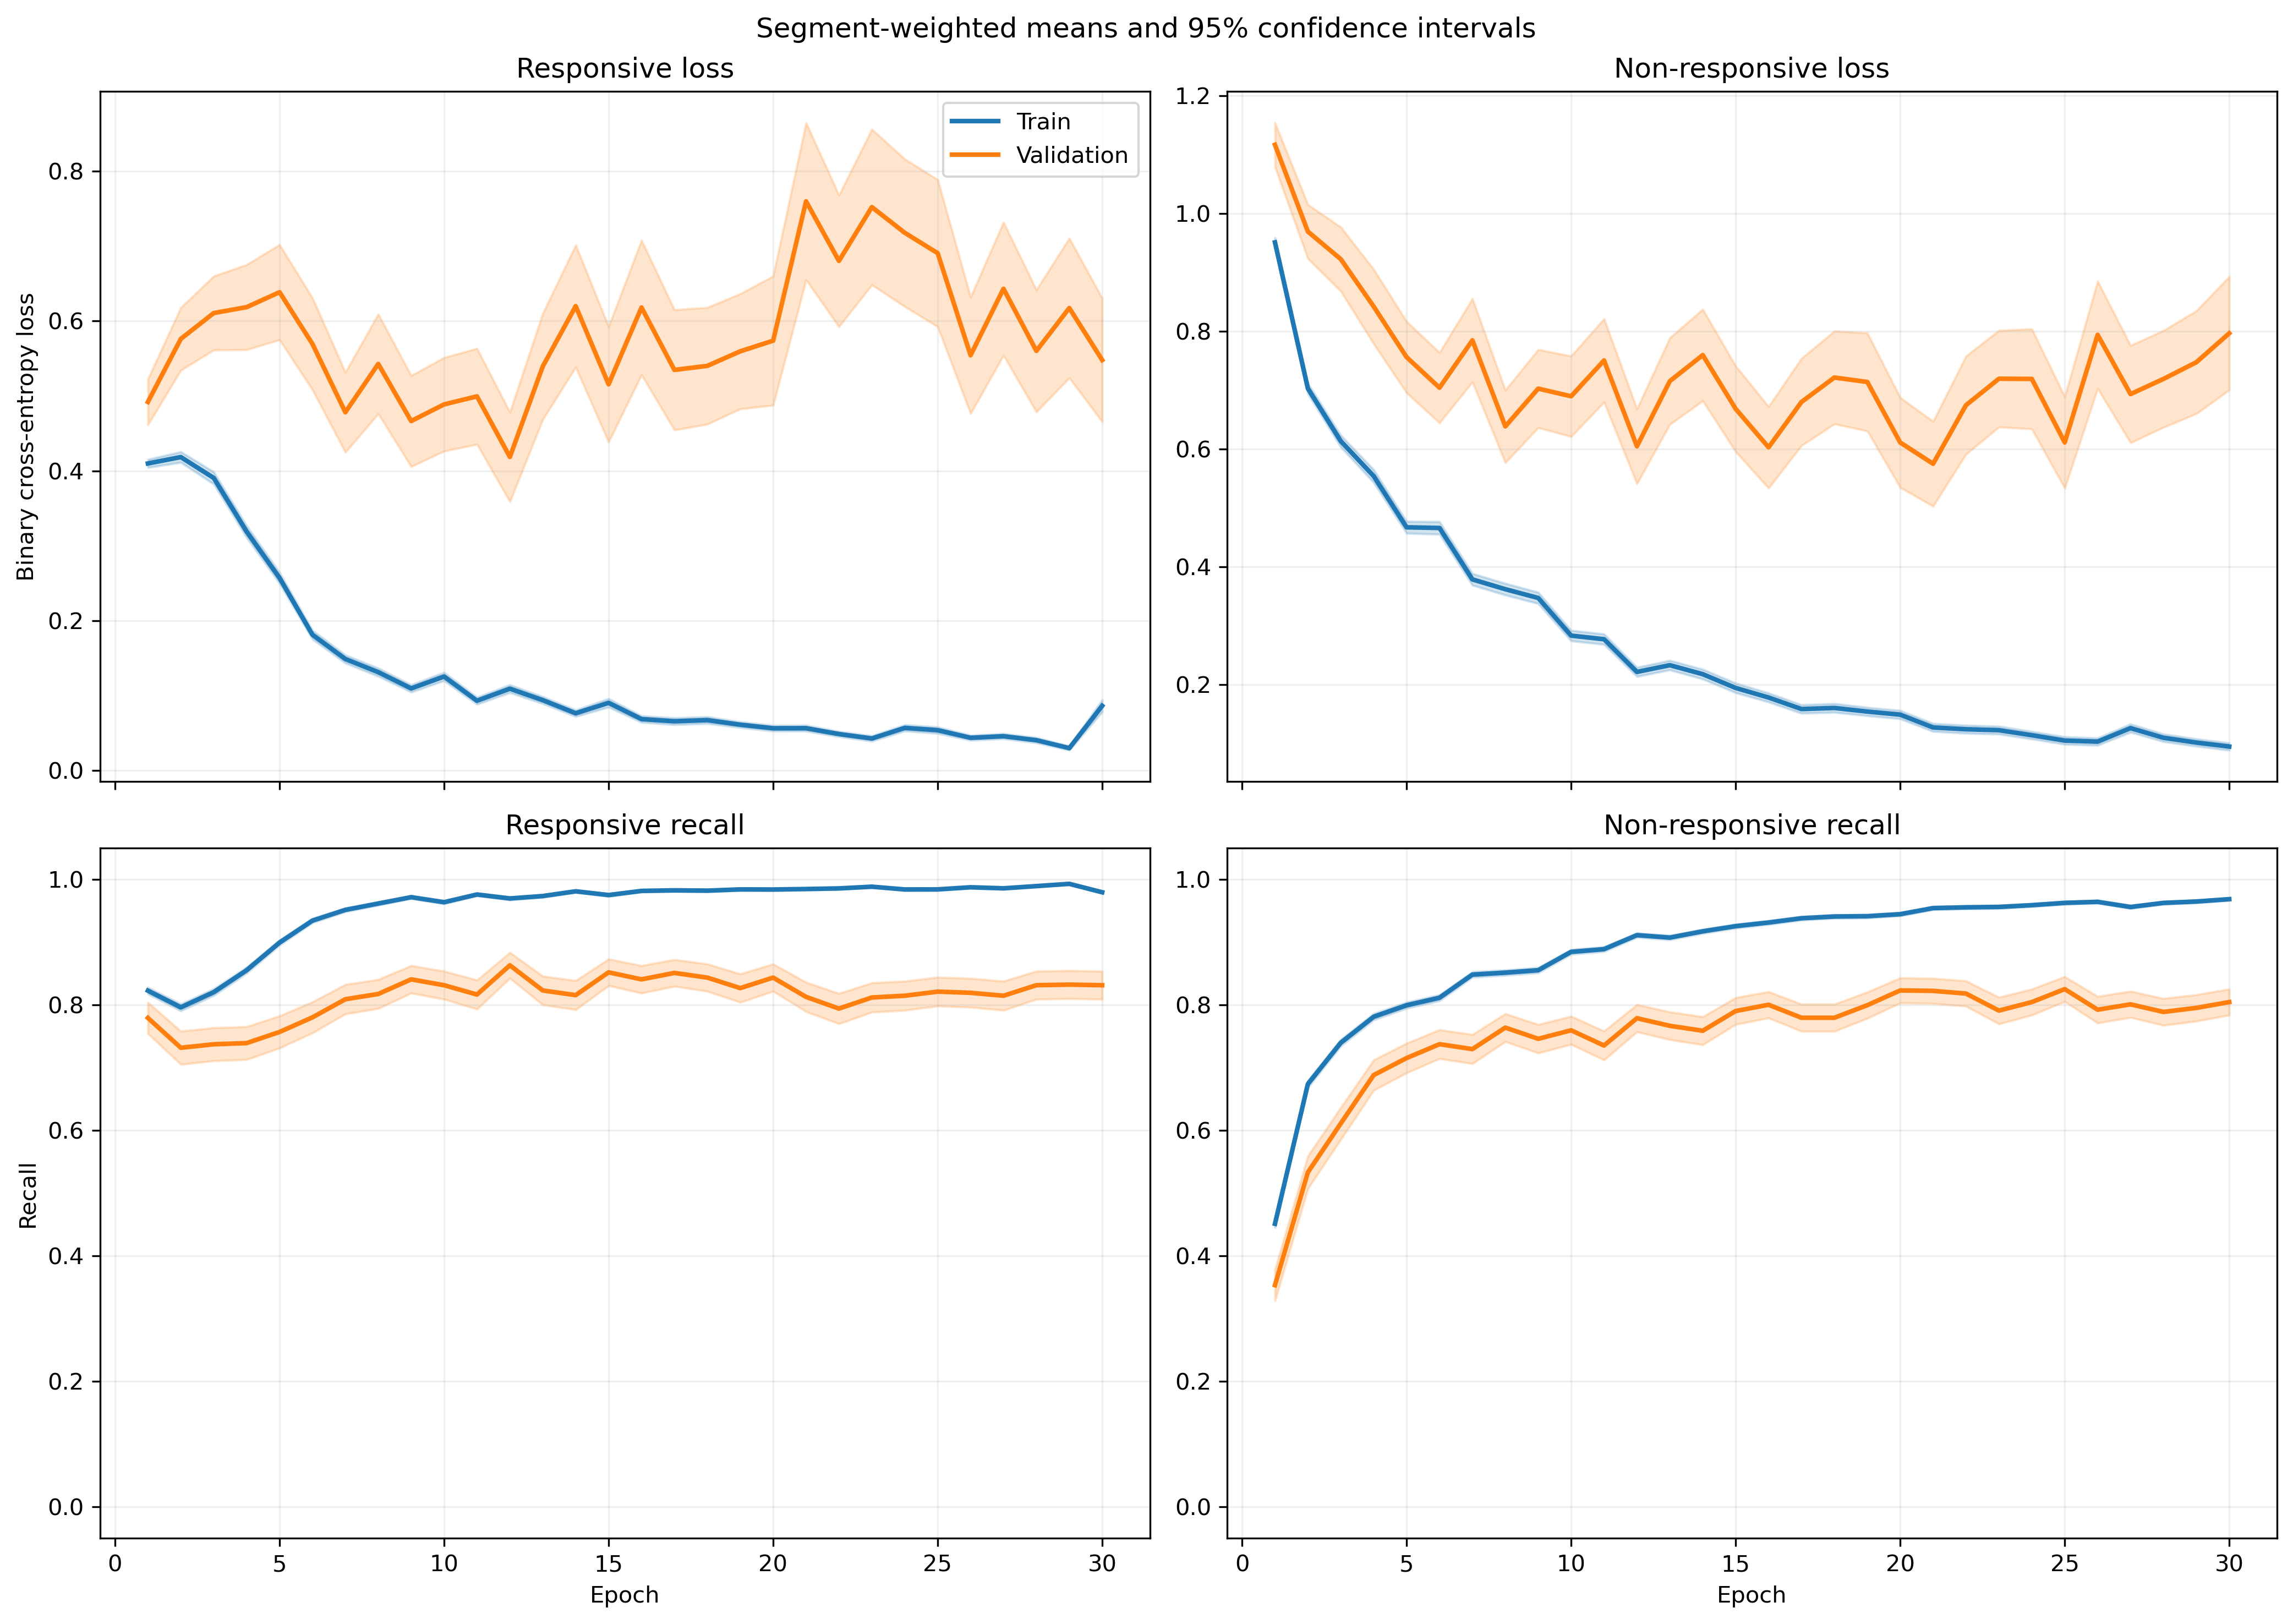 Segment-weighted means and 95% confidence intervals
Responsive loss
Non-responsive loss
Train
Validation
Binary cross-entropy loss
0.8
0.6
0.4
0.2
0.0
1.2
1.0
0.8
0.6
0.4
0.2
Responsive recall
Non-responsive recall
Recall
1.0
0.8
0.6
0.4
0.2
0.0
0 5 10 15 20 25 30
Epoch
1.0
0.8
0.6
0.4
0.2
0.0
0 5 10 15 20 25 30
Epoch